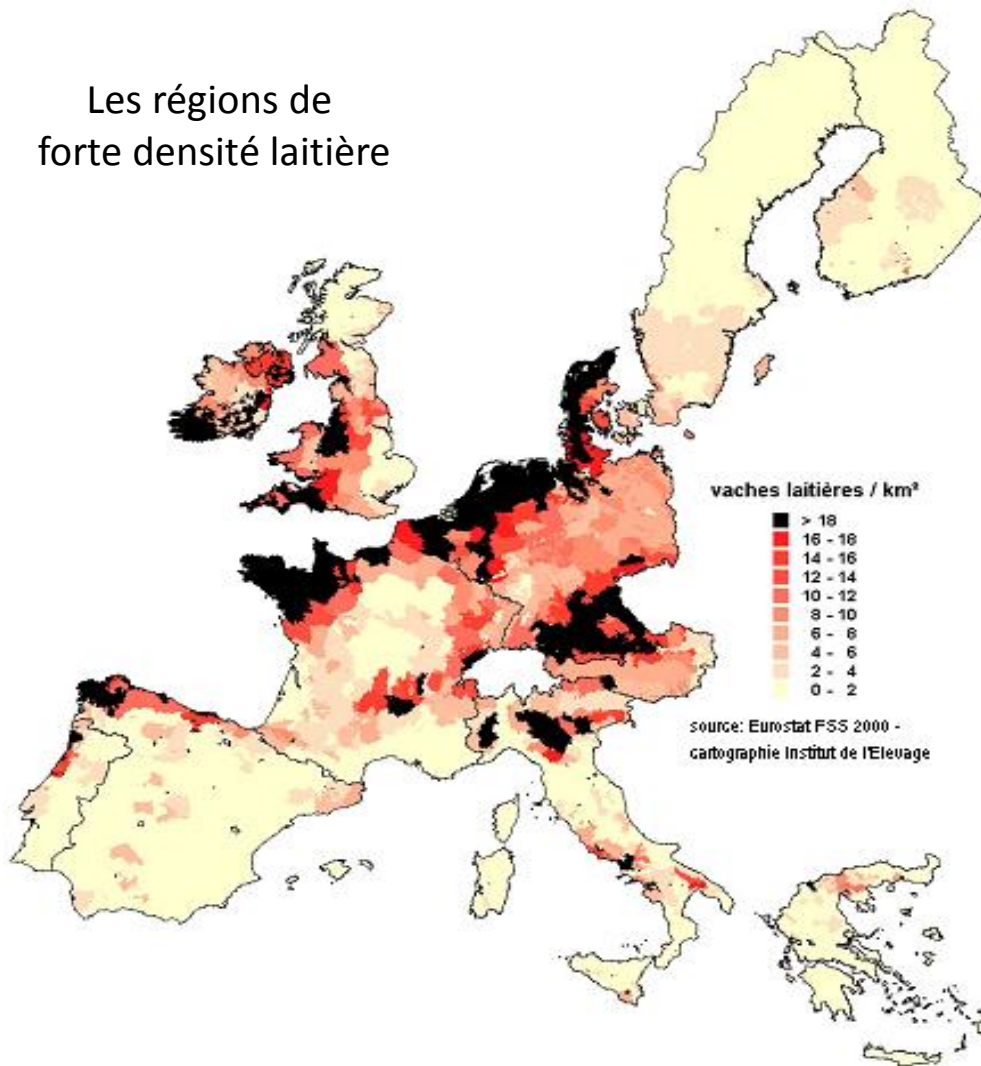 Les régions de
forte densité laitière
vaches laitières / km²
> 18
16 - 18
14 - 16
12 - 14
10 - 12
8 - 10
6 - 8
4 - 6
2 - 4
0 - 2
source: Eurostat FSS 2000 -
cartographie Institut de l'Elevage